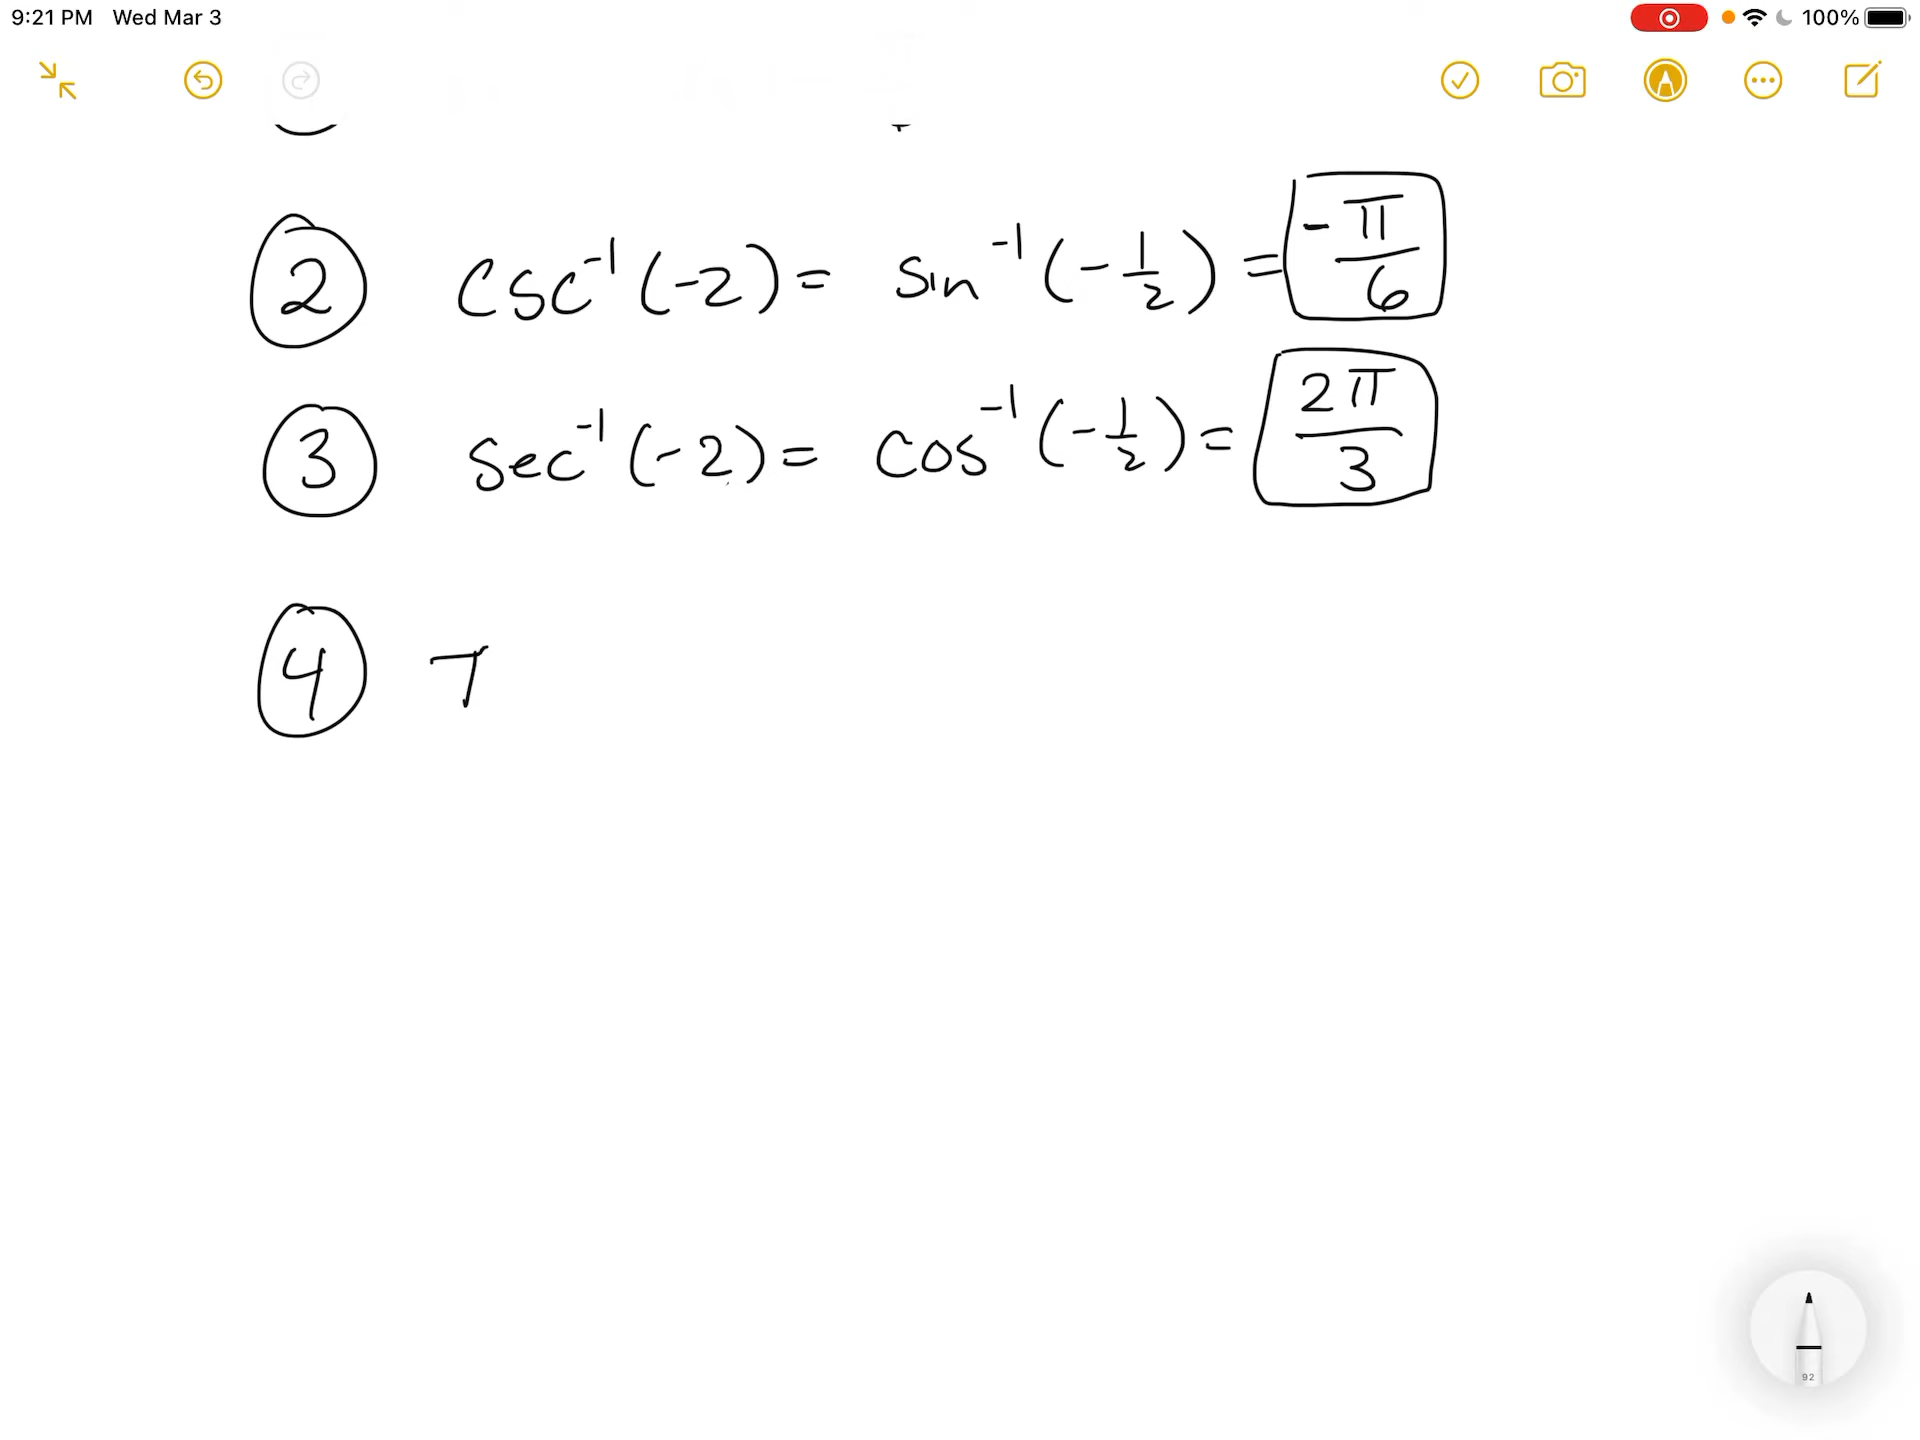 9:21 PM Wed Mar 3 100%
2 csc⁻¹(-2) = sin⁻¹(-1/2) = -π/6
3 sec⁻¹(-2) = cos⁻¹(-1/2) = 2π/3
4 7
92